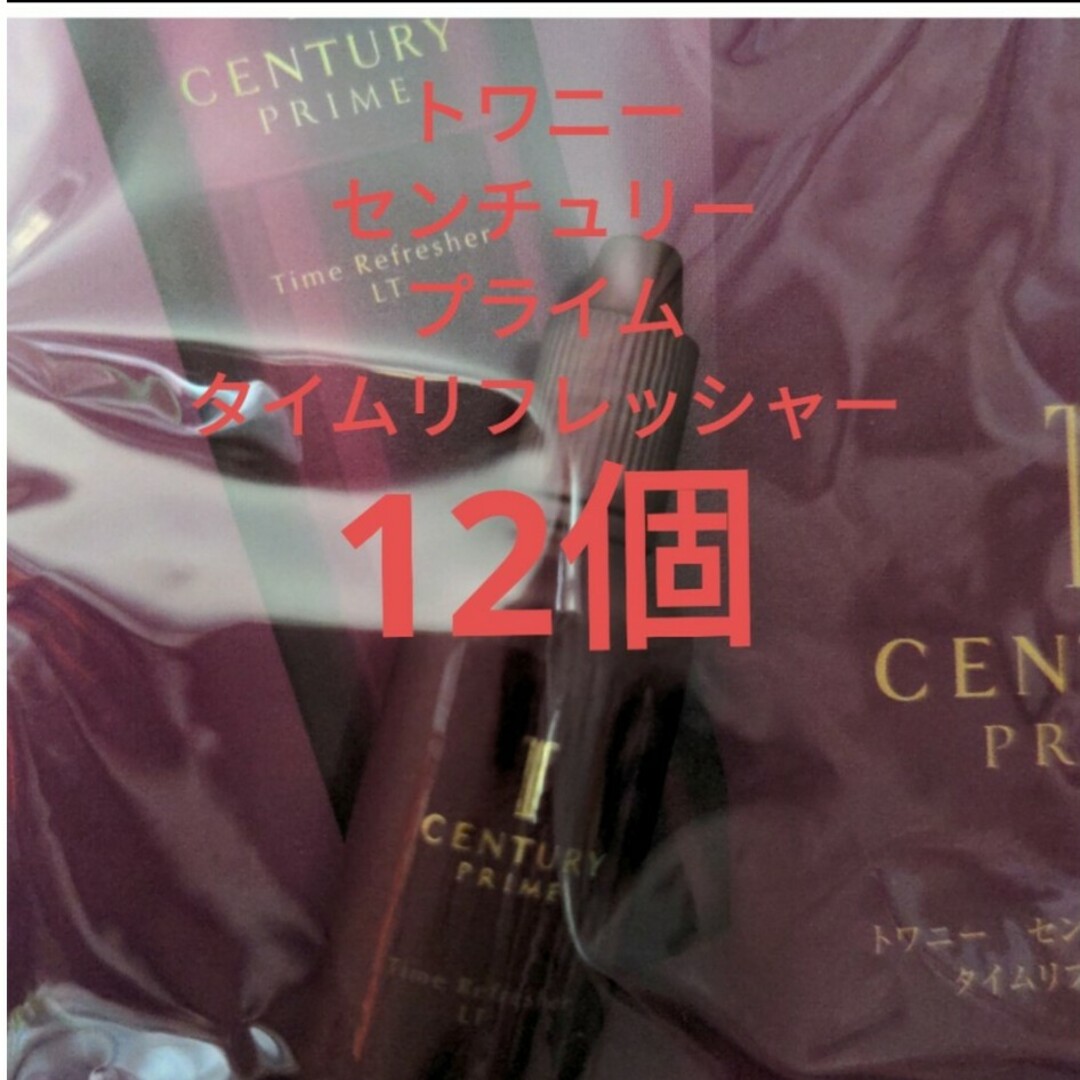 CENTURY
PRIME
トワニー
センチュリー
Time Refresher
LT
プライム
タイムリフレッシャー
12個
CEN
PR
CENTURY
PRIME
トワニー セン
タイムリフ
Time Refresher
LT